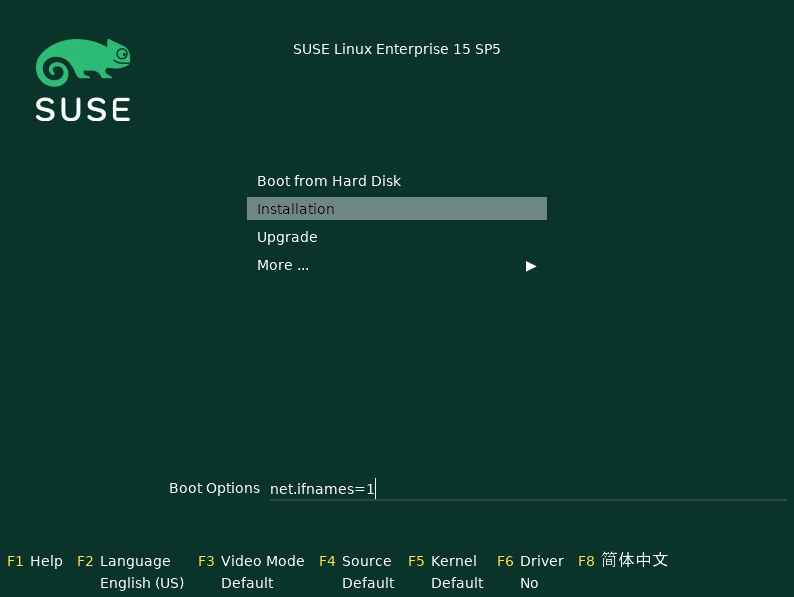 SUSE Linux Enterprise 15 SP5
SUSE
Boot from Hard Disk
Installation
Upgrade
More ...
Boot Options net.ifnames=1
F1 Help F2 Language F3 Video Mode F4 Source F5 Kernel F6 Driver F8 简体中文
English (US) Default Default Default No